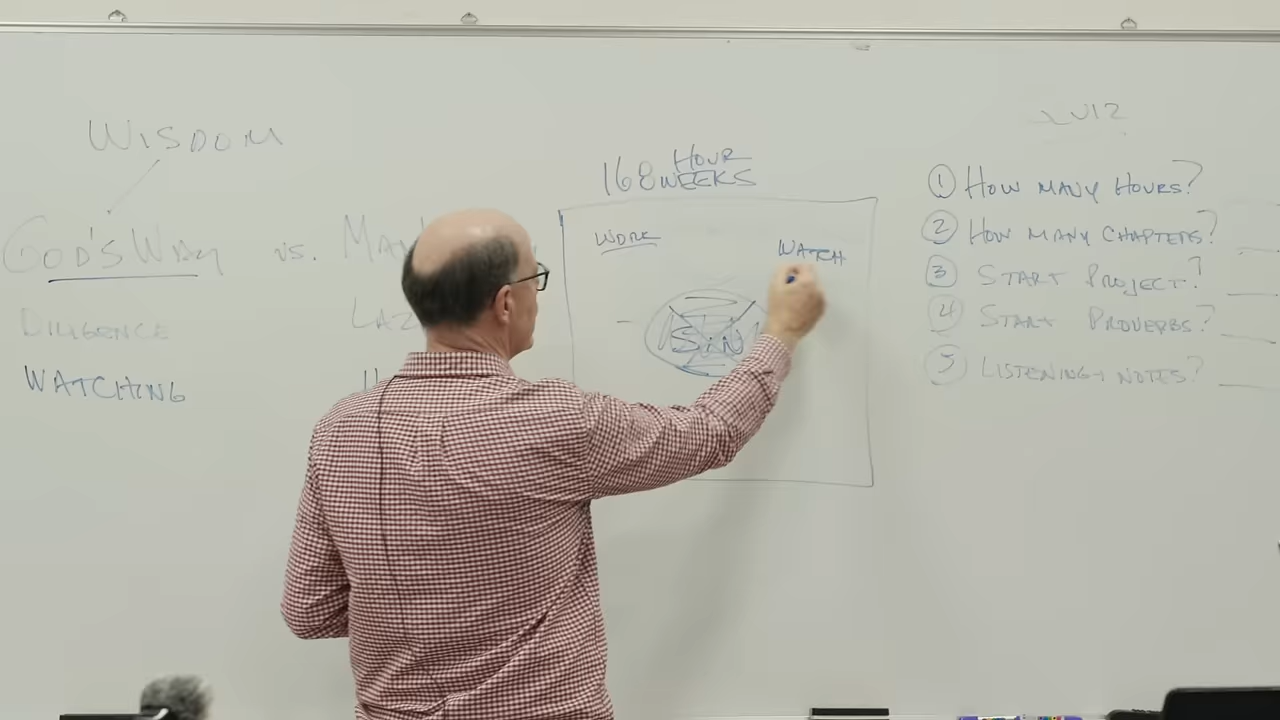 WISDOM
GOD'S WAY vs.
DILIGENCE
WATCHING
168 HOUR
WEEKS
WORK
WATCH
SIN
QUIZ
① HOW MANY HOURS?
② HOW MANY CHAPTERS?
③ START PROJECT?
④ START PROVERBS?
⑤ LISTENING + NOTES?